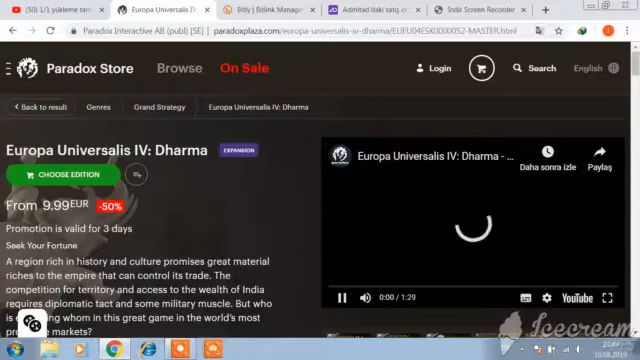 (50) 1/1 yükleme tam
Europa Universalis IV: Dharma
Bitly | Bitlink Manager
Admitad'daki satış or
İndir Screen Recorder
Paradox Interactive AB (publ) [SE] | paradoxplaza.com/europa-universalis-iv-dharma/EUEU04ESK0000052-MASTER.html
Paradox Store
Browse
On Sale
Login
Search
English
< Back to result
Genres
Grand Strategy
Europa Universalis IV: Dharma
Europa Universalis IV: Dharma
EXPANSION
CHOOSE EDITION
From 9.99EUR -50%
Promotion is valid for 3 days
Seek Your Fortune
A region rich in history and culture promises great material
riches to the empire that can control its trade. The
competition for territory and access to the wealth of India
requires diplomatic tact and some military muscle. But who
is using whom in this great game in the world's most
markets?
Europa Universalis IV: Dharma - ...
Daha sonra izle
Paylaş
0:00 / 1:29
YouTube
Icecream
TR
10.08.2019